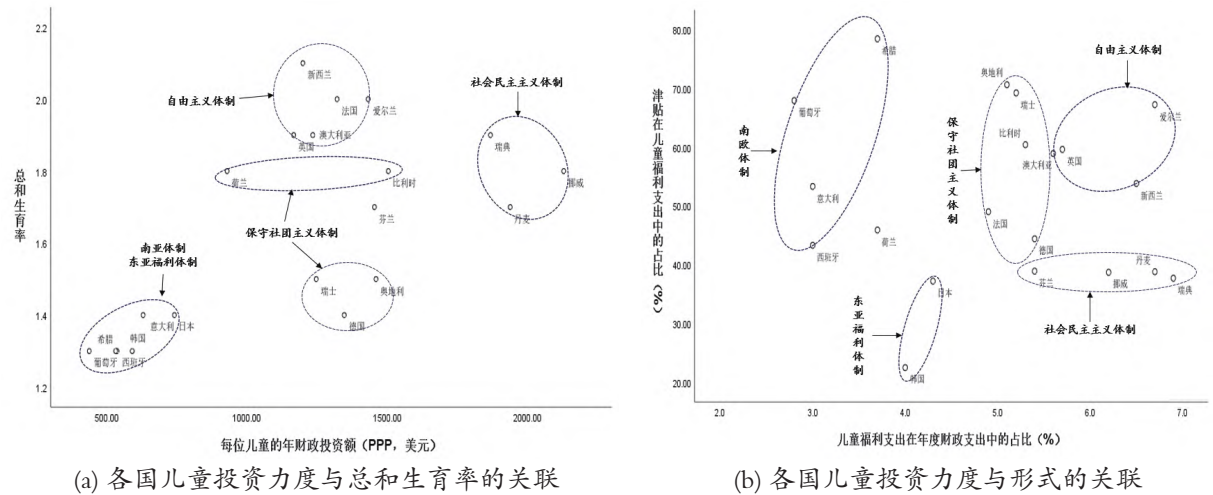 2.2
2.0
1.8
1.6
1.4
1.2
总和生育率
500.00
1000.00
1500.00
2000.00
每位儿童的年财政投资额（PPP，美元）
自由主义体制
新西兰
法国
爱尔兰
澳大利亚
英国
社会民主主义体制
瑞典
挪威
丹麦
荷兰
比利时
芬兰
保守社团主义体制
瑞士
奥地利
德国
南亚体制
东亚福利体制
意大利
日本
希腊
韩国
葡萄牙
西班牙
(a) 各国儿童投资力度与总和生育率的关联
80.00
70.00
60.00
50.00
40.00
30.00
20.00
津贴在儿童福利支出中的占比（%）
2.0
3.0
4.0
5.0
6.0
7.0
儿童福利支出在年度财政支出中的占比（%）
南欧体制
希腊
葡萄牙
意大利
西班牙
荷兰
保守社团主义体制
奥地利
瑞士
比利时
澳大利亚
法国
德国
自由主义体制
爱尔兰
英国
新西兰
东亚福利体制
日本
韩国
芬兰
挪威
丹麦
瑞典
社会民主主义体制
(b) 各国儿童投资力度与形式的关联